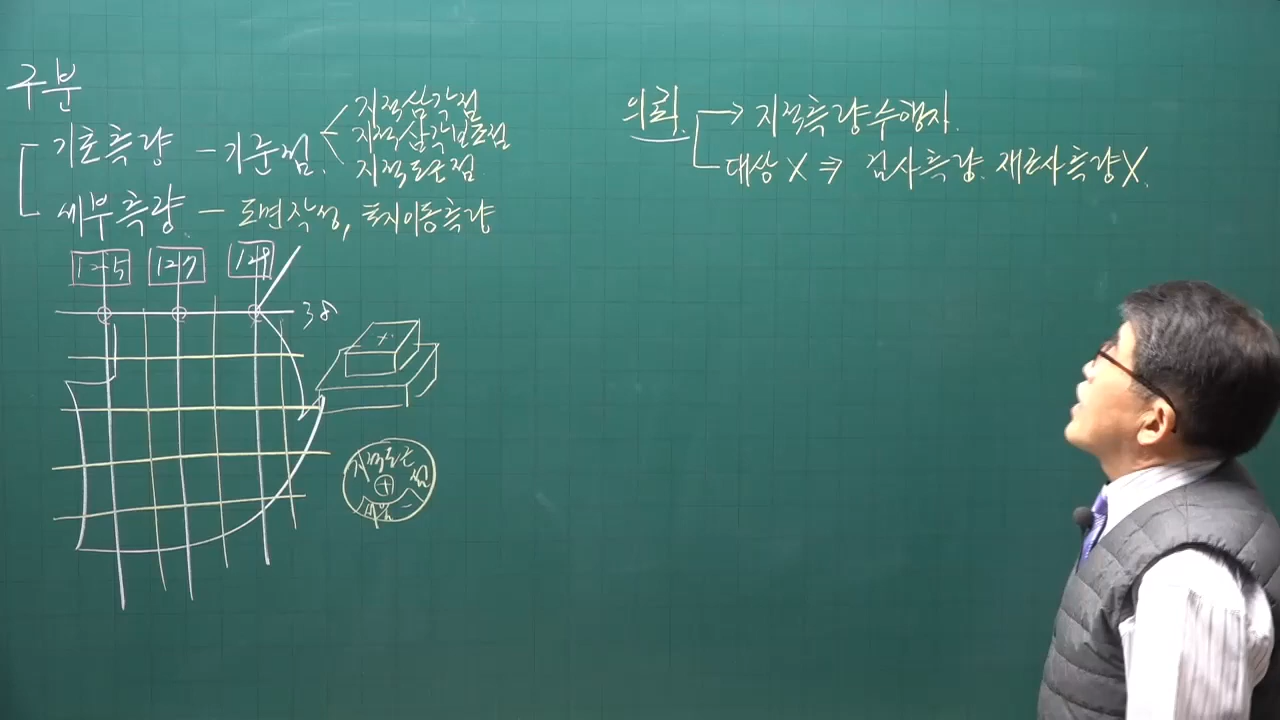 구분
기초측량 - 기준점.
지적삼각점
지적삼각보조점
지적도근점.
세부측량 - 도면작성, 토지이동측량
125 127 129
38
+
지적도근점
+
의뢰. → 지적측량수행자.
대상 X ⇒ 검사측량. 재조사측량 X.